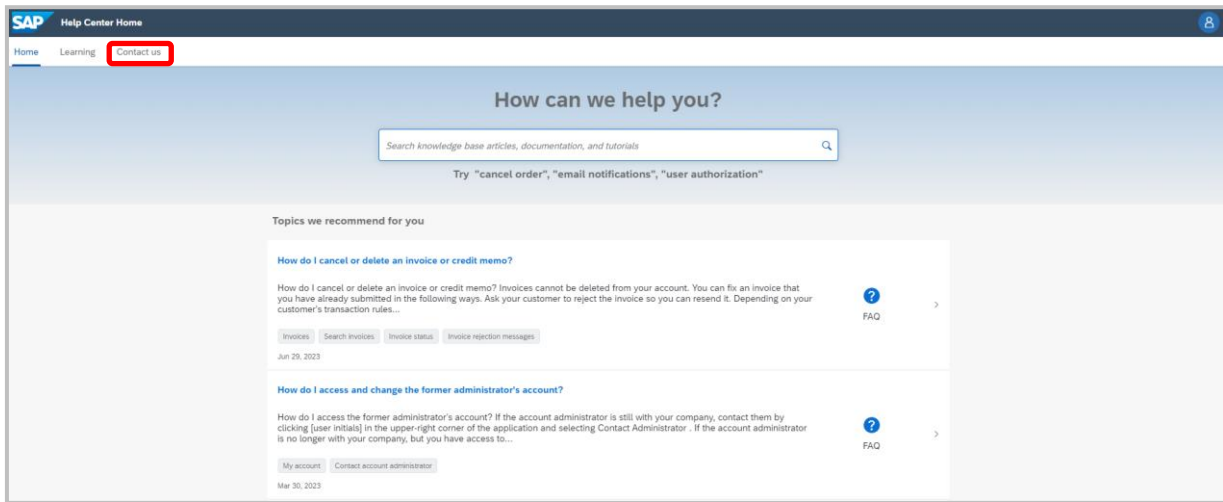 SAP Help Center Home
Home Learning Contact us
How can we help you?
Search knowledge base articles, documentation, and tutorials
Try "cancel order", "email notifications", "user authorization"
Topics we recommend for you
How do I cancel or delete an invoice or credit memo?
How do I cancel or delete an invoice or credit memo? Invoices cannot be deleted from your account. You can fix an invoice that
you have already submitted in the following ways. Ask your customer to reject the invoice so you can resend it. Depending on your
customer's transaction rules...
FAQ
Invoices Search invoices Invoice status Invoice rejection messages
Jun 29, 2023
How do I access and change the former administrator's account?
How do I access the former administrator's account? If the account administrator is still with your company, contact them by
clicking [user initials] in the upper-right corner of the application and selecting Contact Administrator . If the account administrator
is no longer with your company, but you have access to...
FAQ
My account Contact account administrator
Mar 30, 2023